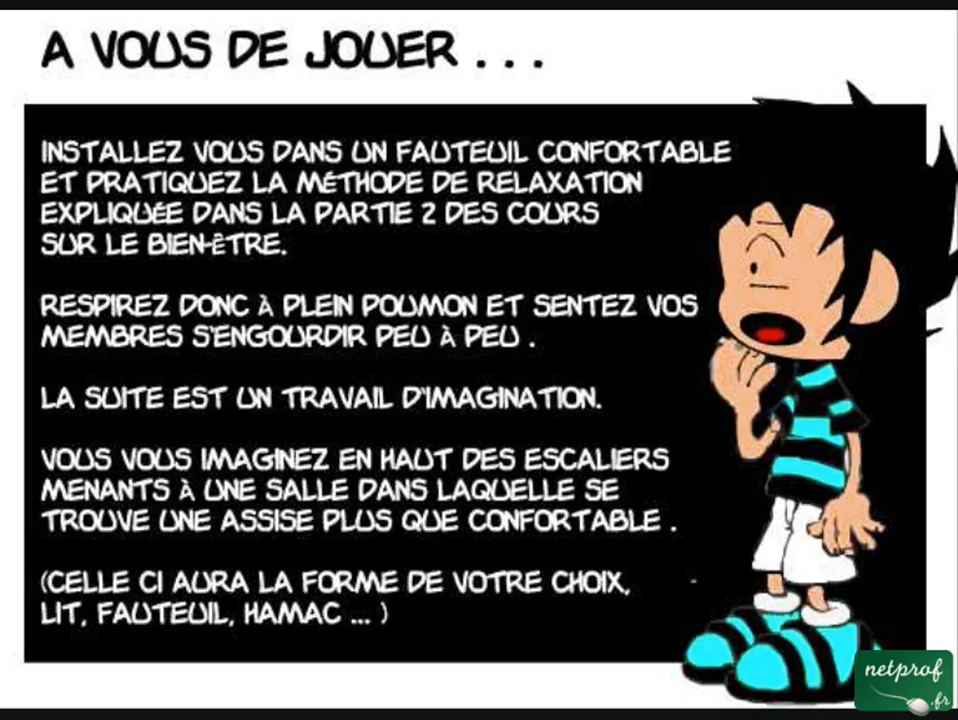 A VOUS DE JOUER . . .
INSTALLEZ VOUS DANS UN FAUTEUIL CONFORTABLE
ET PRATIQUEZ LA MÉTHODE DE RELAXATION
EXPLIQUÉE DANS LA PARTIE 2 DES COURS
SUR LE BIEN-ÊTRE.
RESPIREZ DONC À PLEIN POUMON ET SENTEZ VOS
MEMBRES S'ENGOURDIR PEU À PEU .
LA SUITE EST UN TRAVAIL D'IMAGINATION.
VOUS VOUS IMAGINEZ EN HAUT DES ESCALIERS
MENANTS À UNE SALLE DANS LAQUELLE SE
TROUVE UNE ASSISE PLUS QUE CONFORTABLE .
(CELLE CI AURA LA FORME DE VOTRE CHOIX,
LIT, FAUTEUIL, HAMAC ... )
netprof
.fr